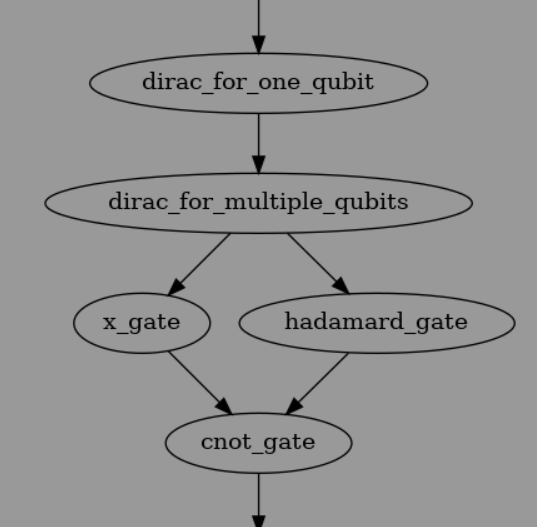 dirac_for_one_qubit
dirac_for_multiple_qubits
x_gate
hadamard_gate
cnot_gate